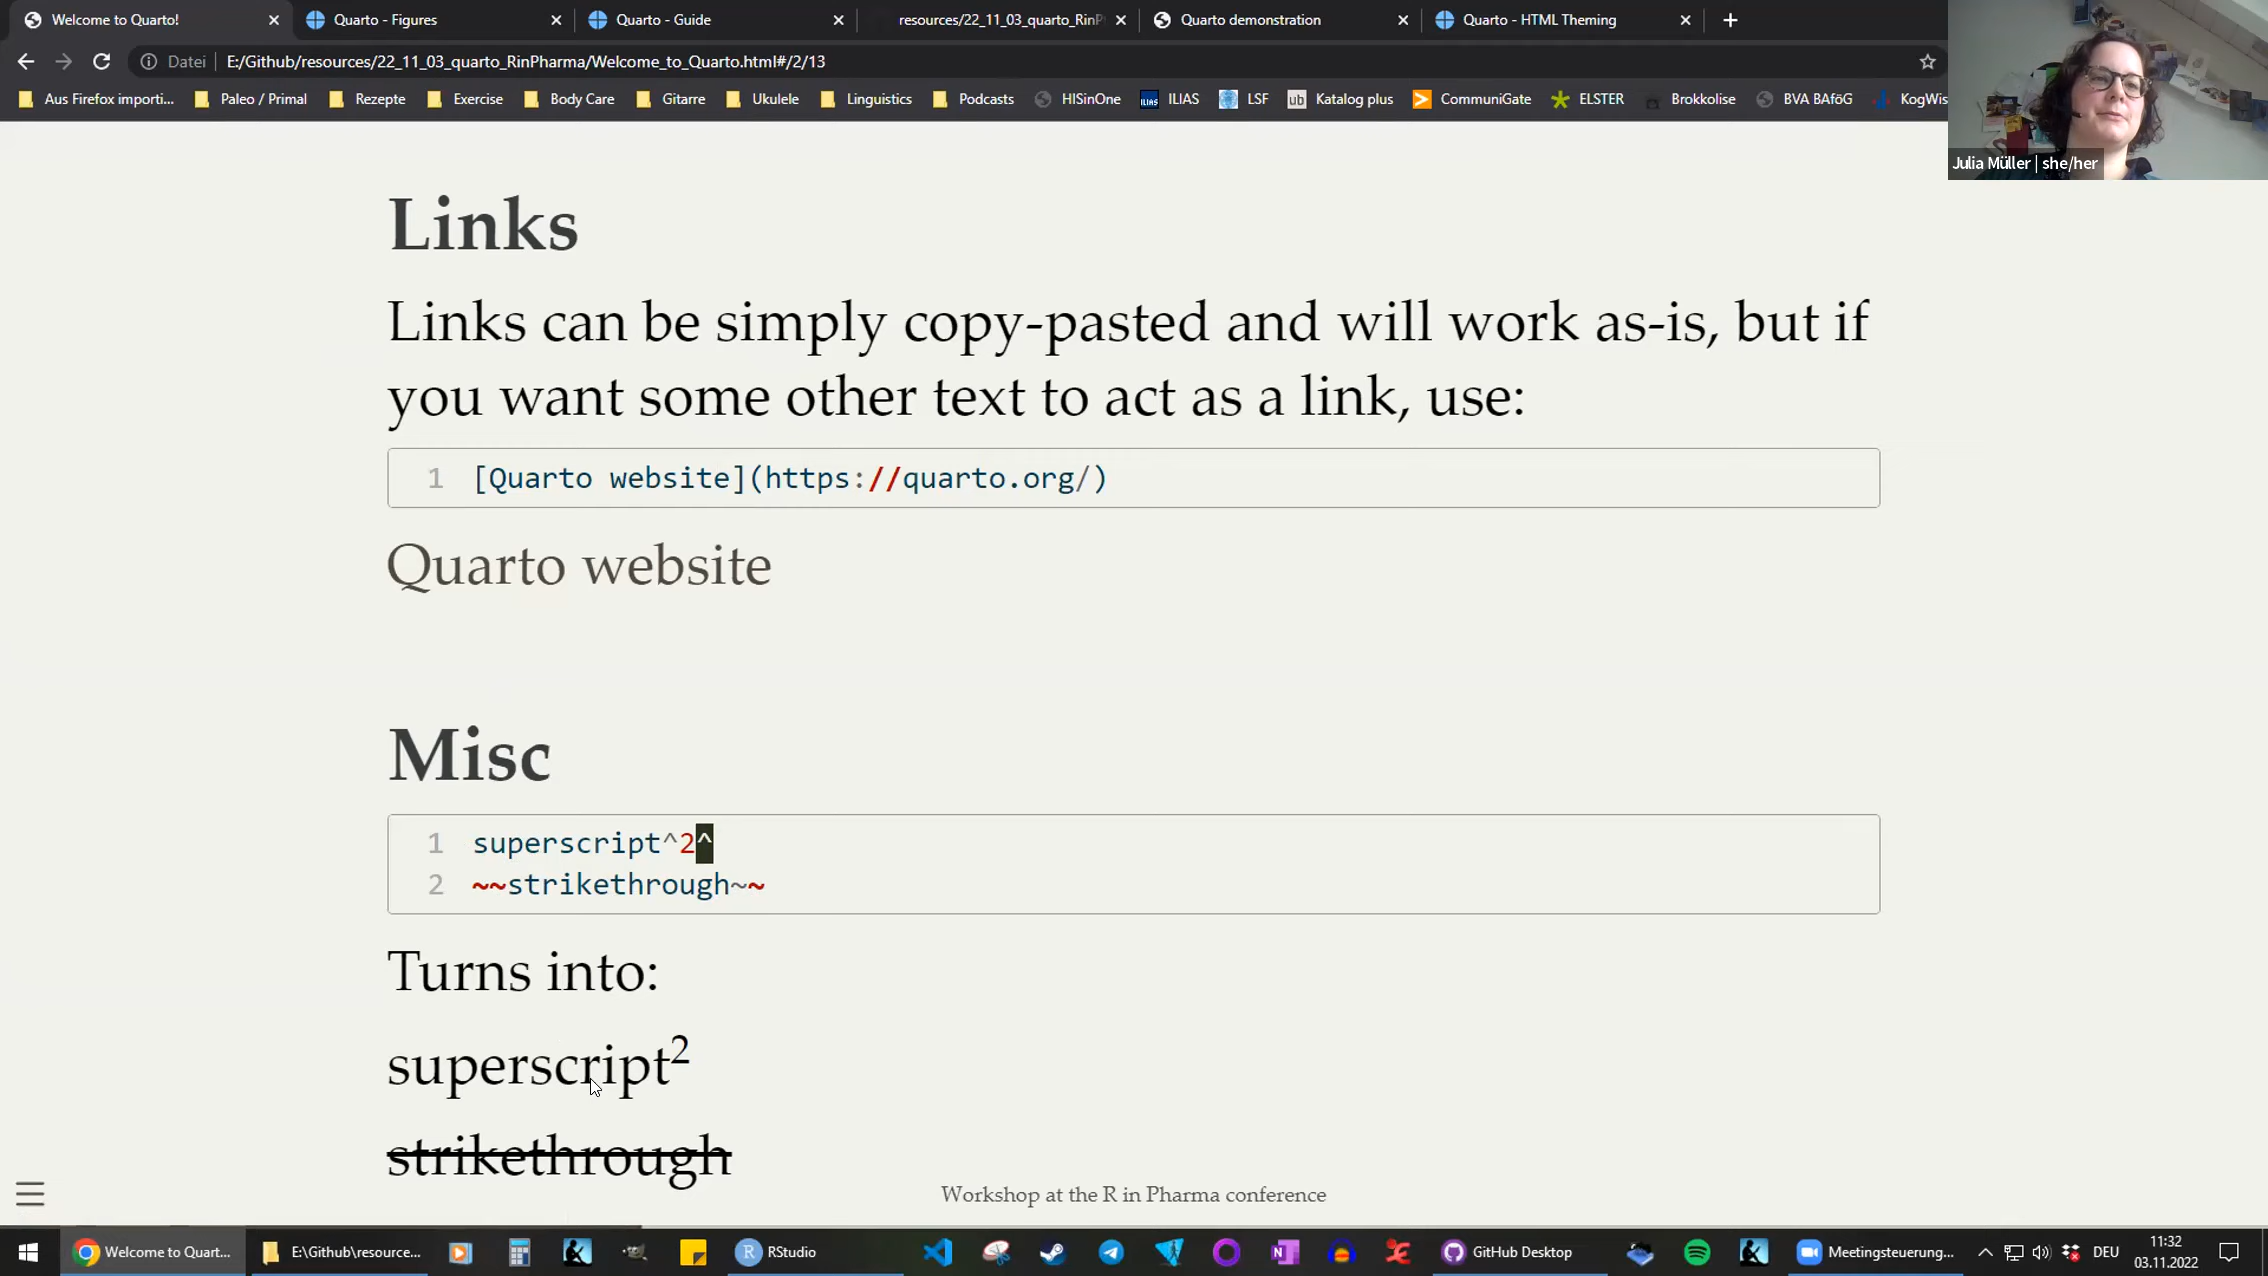 Welcome to Quarto!
Quarto - Figures
Quarto - Guide
resources/22_11_03_quarto_RinP
Quarto demonstration
Quarto - HTML Theming
Datei
E:/Github/resources/22_11_03_quarto_RinPharma/Welcome_to_Quarto.html#/2/13
Aus Firefox importi...
Paleo / Primal
Rezepte
Exercise
Body Care
Gitarre
Ukulele
Linguistics
Podcasts
HISinOne
ILIAS
ILIAS
LSF
ub
Katalog plus
CommuniGate
ELSTER
Brokkolise
BVA BAföG
KogWis
Julia Müller | she/her
Links
Links can be simply copy-pasted and will work as-is, but if
you want some other text to act as a link, use:
1 [Quarto website](https://quarto.org/)
Quarto website
Misc
1 superscript^2^
2 ~~strikethrough~~
Turns into:
superscript²
strikethrough
Workshop at the R in Pharma conference
Welcome to Quart...
E:\Github\resource...
R
RStudio
N
GitHub Desktop
Meetingsteuerung...
DEU
11:32
03.11.2022